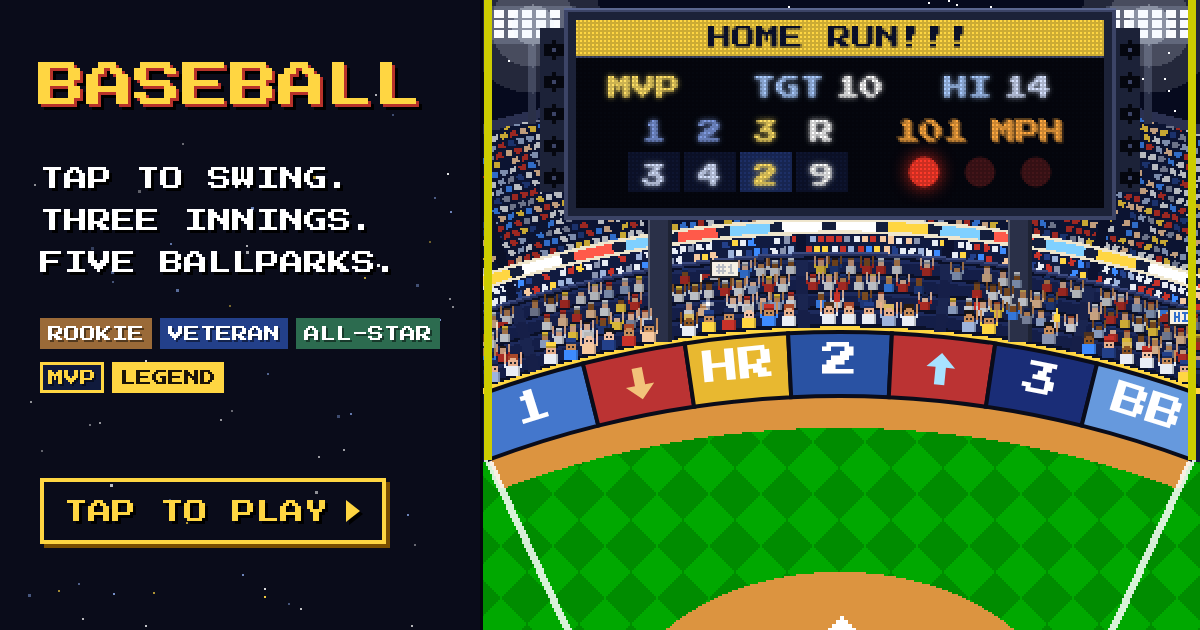 BASEBALL
TAP TO SWING.
THREE INNINGS.
FIVE BALLPARKS.
ROOKIE VETERAN ALL-STAR
MVP LEGEND
TAP TO PLAY
HOME RUN!!!
MVP TGT 10 HI 14
1 2 3 R 101 MPH
3 4 2 9
#1
HI
1 HR 2 3 BB